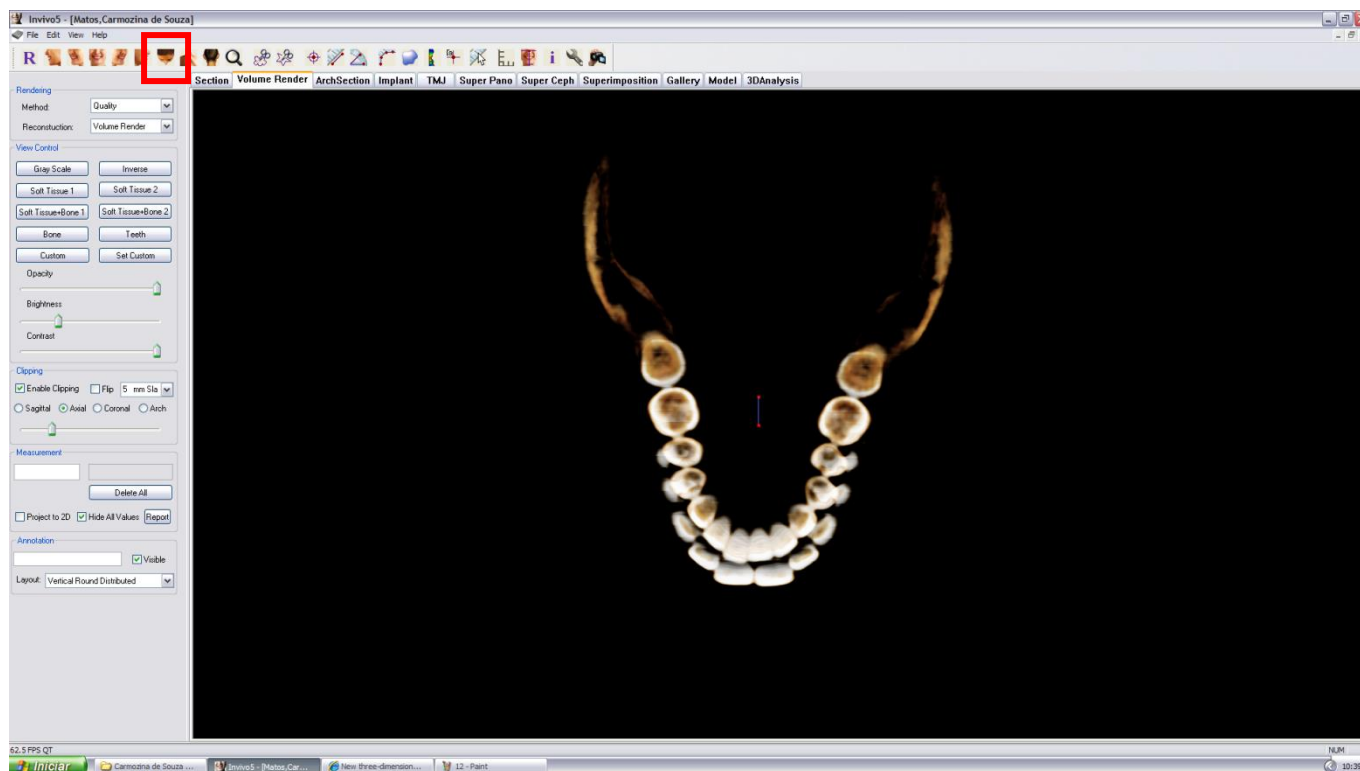 Invivo5 - [Matos,Carmozina de Souza]
File Edit View Help
R
Section Volume Render ArchSection Implant TMJ Super Pano Super Ceph Superimposition Gallery Model 3DAnalysis
Rendering
Method: Quality
Reconstuction: Volume Render
View Control
Gray Scale Inverse
Soft Tissue 1 Soft Tissue 2
Soft Tissue+Bone 1 Soft Tissue+Bone 2
Bone Teeth
Custom Set Custom
Opacity
Brightness
Contrast
Clipping
Enable Clipping Flip 5 mm Sla
Sagittal Axial Coronal Arch
Measurement
Delete All
Project to 2D Hide All Values Report
Annotation
Visible
Layout: Vertical Round Distributed
62.5 FPS QT NUM
Iniciar Carmozina de Souza ... Invivo5 - [Matos,Car... New three-dimension... 12 - Paint 10:39